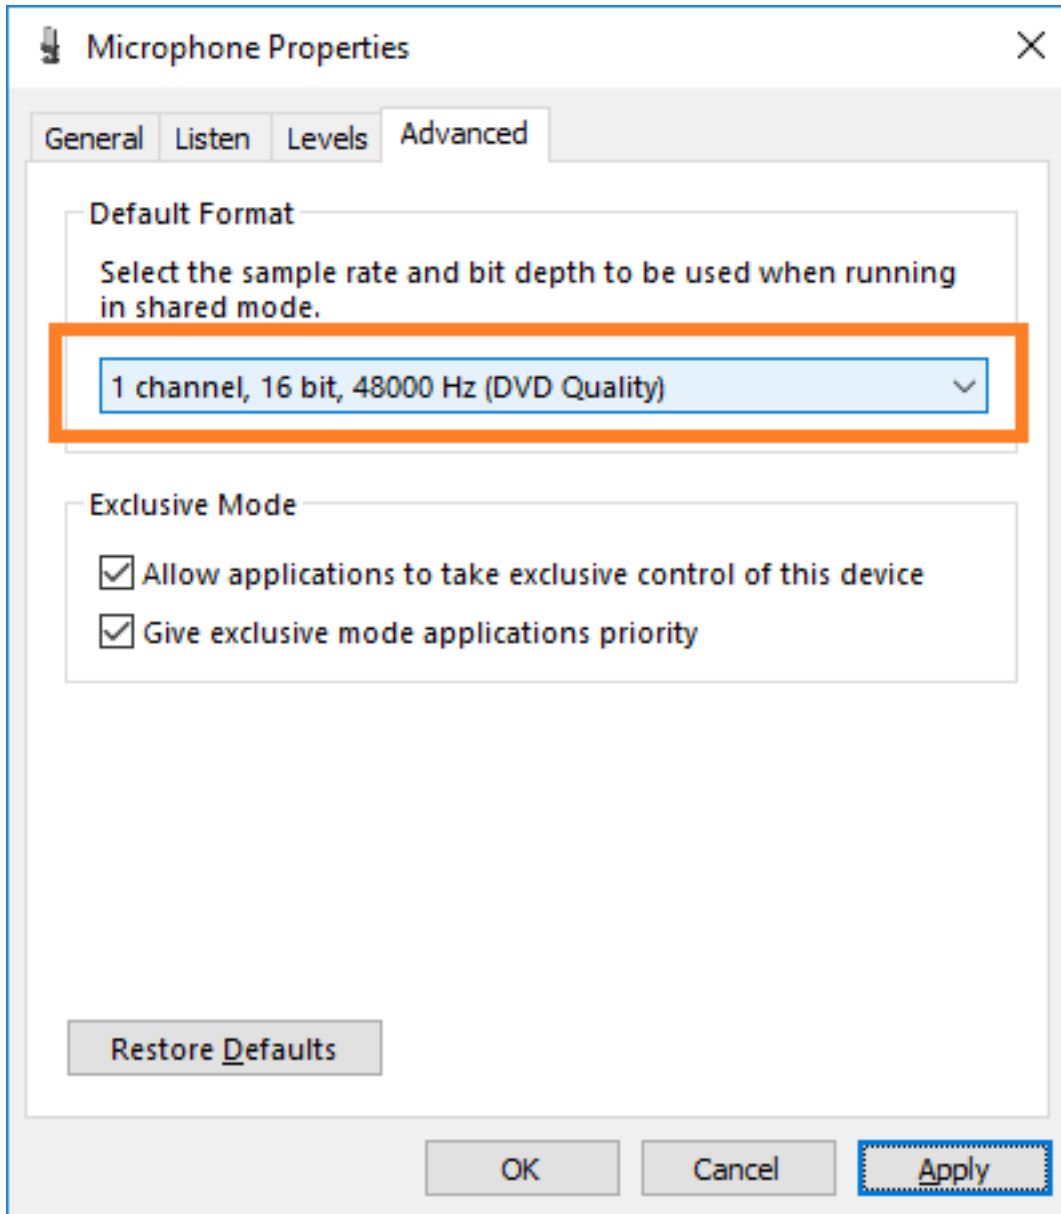 Microphone Properties
General
Listen
Levels
Advanced
Default Format
Select the sample rate and bit depth to be used when running
in shared mode.
1 channel, 16 bit, 48000 Hz (DVD Quality)
Exclusive Mode
Allow applications to take exclusive control of this device
Give exclusive mode applications priority
Restore Defaults
OK
Cancel
Apply